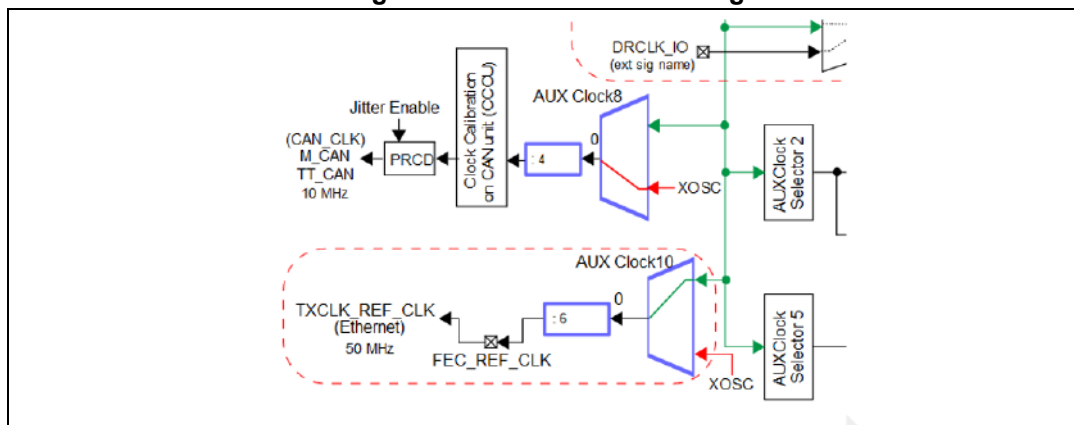 DRCLK_IO
(ext sig name)
AUX Clock8
Jitter Enable
(CAN_CLK)
M_CAN
TT_CAN
10 MHz
PRCD
Clock Calibration
on CAN unit (CCCU)
: 4
0
XOSC
AUXClock
Selector 2
AUX Clock10
TXCLK_REF_CLK
(Ethernet)
50 MHz
FEC_REF_CLK
: 6
0
XOSC
AUXClock
Selector 5